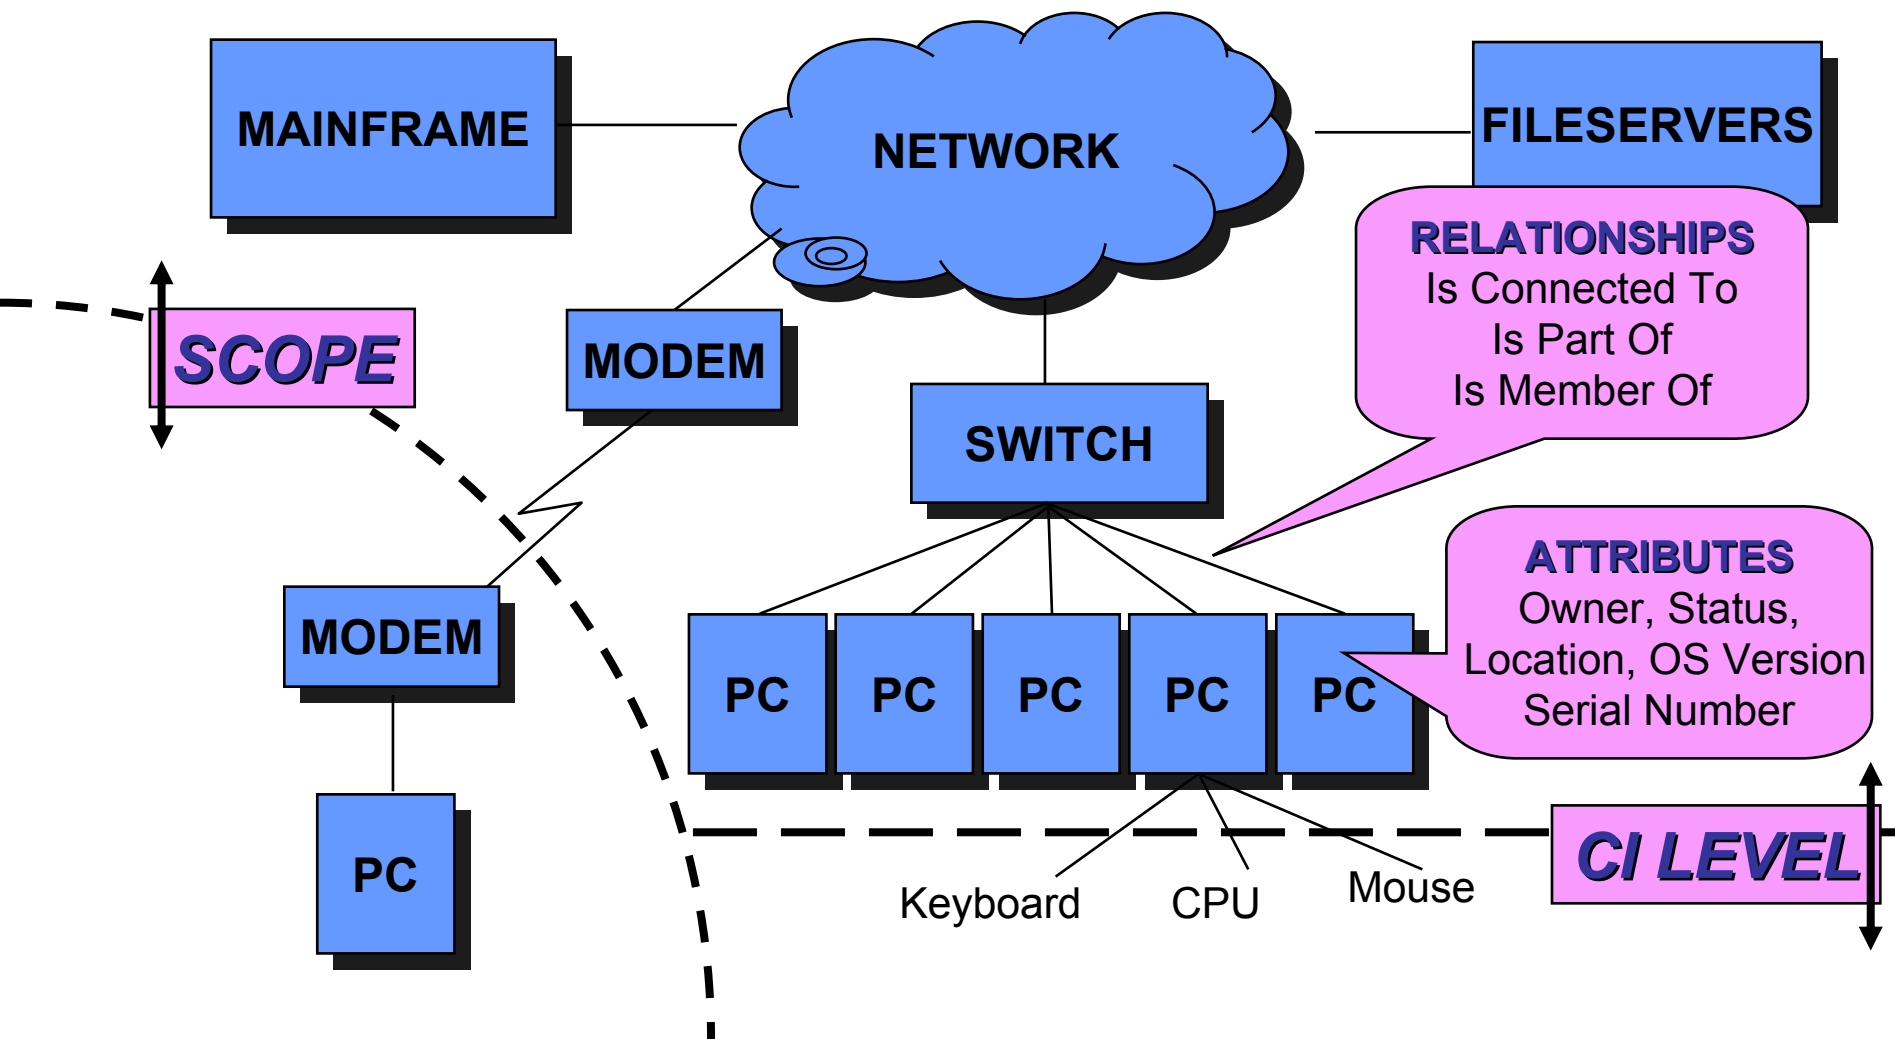 MAINFRAME
NETWORK
FILESERVERS
RELATIONSHIPS
Is Connected To
Is Part Of
Is Member Of
SCOPE
MODEM
SWITCH
ATTRIBUTES
Owner, Status,
Location, OS Version
Serial Number
MODEM
PC
PC
PC
PC
PC
PC
CI LEVEL
Keyboard
CPU
Mouse